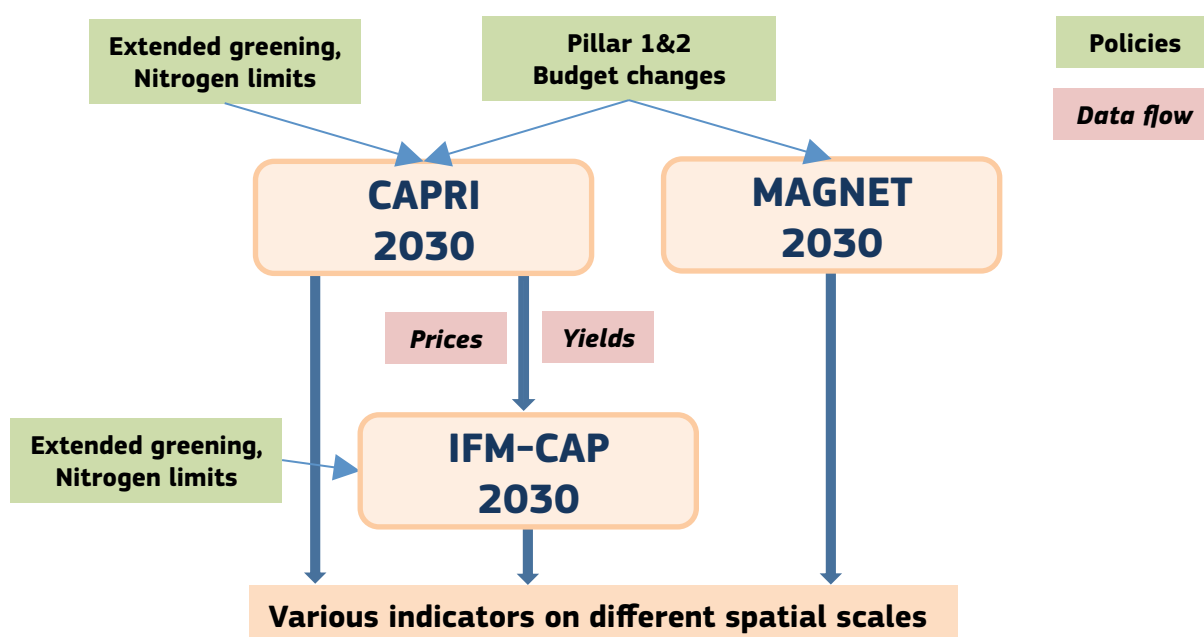 Extended greening,
Nitrogen limits
Pillar 1&2
Budget changes
Policies
Data flow
CAPRI
2030
MAGNET
2030
Prices
Yields
Extended greening,
Nitrogen limits
IFM-CAP
2030
Various indicators on different spatial scales